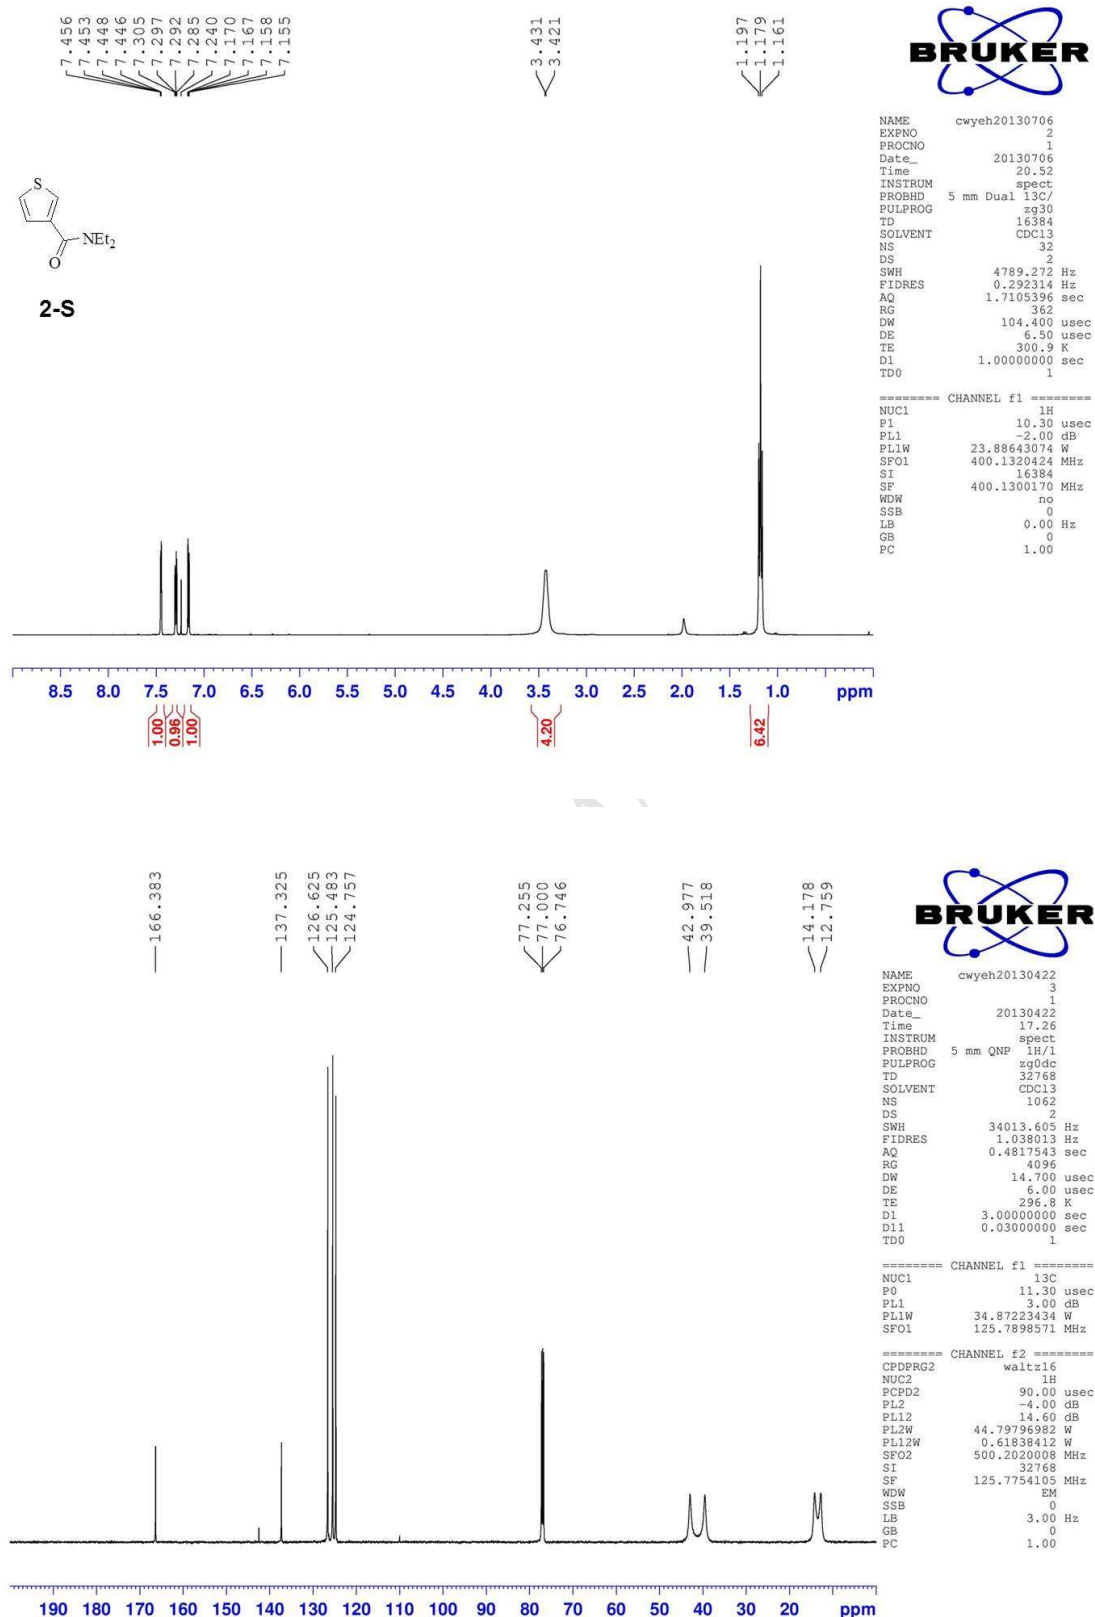 7.456
7.453
7.448
7.446
7.305
7.297
7.292
7.285
7.240
7.170
7.167
7.158
7.155
3.431
3.421
1.197
1.179
1.161
BRUKER
NAME cwyeh20130706
EXPNO 2
PROCNO 1
Date_ 20130706
Time 20.52
INSTRUM spect
PROBHD 5 mm Dual 13C/
PULPROG zg30
TD 16384
SOLVENT CDCl3
NS 32
DS 2
SWH 4789.272 Hz
FIDRES 0.292314 Hz
AQ 1.7105396 sec
RG 362
DW 104.400 usec
DE 6.50 usec
TE 300.9 K
D1 1.00000000 sec
TD0 1
======== CHANNEL f1 ========
NUC1 1H
P1 10.30 usec
PL1 -2.00 dB
PL1W 23.88643074 W
SFO1 400.1320424 MHz
SI 16384
SF 400.1300170 MHz
WDW no
SSB 0
LB 0.00 Hz
GB 0
PC 1.00
S
NEt2
O
2-S
8.5 8.0 7.5 7.0 6.5 6.0 5.5 5.0 4.5 4.0 3.5 3.0 2.5 2.0 1.5 1.0 ppm
1.00
0.96
1.00
4.20
6.42
166.383
137.325
126.625
125.483
124.757
77.255
77.000
76.746
42.977
39.518
14.178
12.759
BRUKER
NAME cwyeh20130422
EXPNO 3
PROCNO 1
Date_ 20130422
Time 17.26
INSTRUM spect
PROBHD 5 mm QNP 1H/1
PULPROG zg0dc
TD 32768
SOLVENT CDCl3
NS 1062
DS 2
SWH 34013.605 Hz
FIDRES 1.038013 Hz
AQ 0.4817543 sec
RG 4096
DW 14.700 usec
DE 6.00 usec
TE 296.8 K
D1 3.00000000 sec
D11 0.03000000 sec
TD0 1
======== CHANNEL f1 ========
NUC1 13C
P0 11.30 usec
PL1 3.00 dB
PL1W 34.87223434 W
SFO1 125.7898571 MHz
======== CHANNEL f2 ========
CPDPRG2 waltz16
NUC2 1H
PCPD2 90.00 usec
PL2 -4.00 dB
PL12 14.60 dB
PL2W 44.79796982 W
PL12W 0.61838412 W
SFO2 500.2020008 MHz
SI 32768
SF 125.7754105 MHz
WDW EM
SSB 0
LB 3.00 Hz
GB 0
PC 1.00
190 180 170 160 150 140 130 120 110 100 90 80 70 60 50 40 30 20 ppm